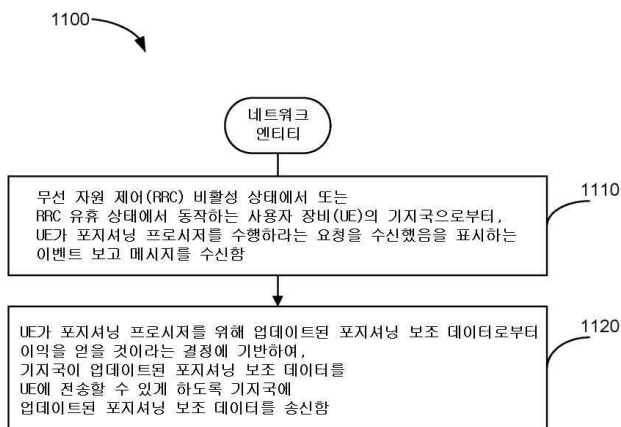 1100
네트워크
엔티티
무선 자원 제어(RRC) 비활성 상태에서 또는
RRC 유휴 상태에서 동작하는 사용자 장비(UE)의 기지국으로부터,
UE가 포지셔닝 프로시저를 수행하라는 요청을 수신했음을 표시하는
이벤트 보고 메시지를 수신함
1110
UE가 포지셔닝 프로시저를 위해 업데이트된 포지셔닝 보조 데이터로부터
이익을 얻을 것이라는 결정에 기반하여,
기지국이 업데이트된 포지셔닝 보조 데이터를
UE에 전송할 수 있게 하도록 기지국에
업데이트된 포지셔닝 보조 데이터를 송신함
1120